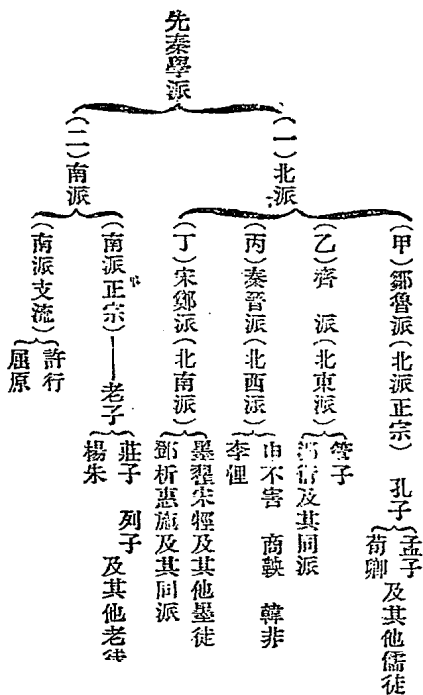 先秦學派
(一)北派
(甲)鄒魯派(北派正宗)
孔子
孟子
荀卿
及其他儒徒
(乙)齊派(北東派)
管子
鄒衍及其同派
(丙)秦晉派(北西派)
申不害 商鞅 韓非
李悝
(丁)宋鄭派(北南派)
墨翟宋牼及其他墨徒
鄧析惠施及其同派
(二)南派
(南派正宗)——老子
莊子 列子
楊朱
及其他老徒
(南派支流)
許行
屈原